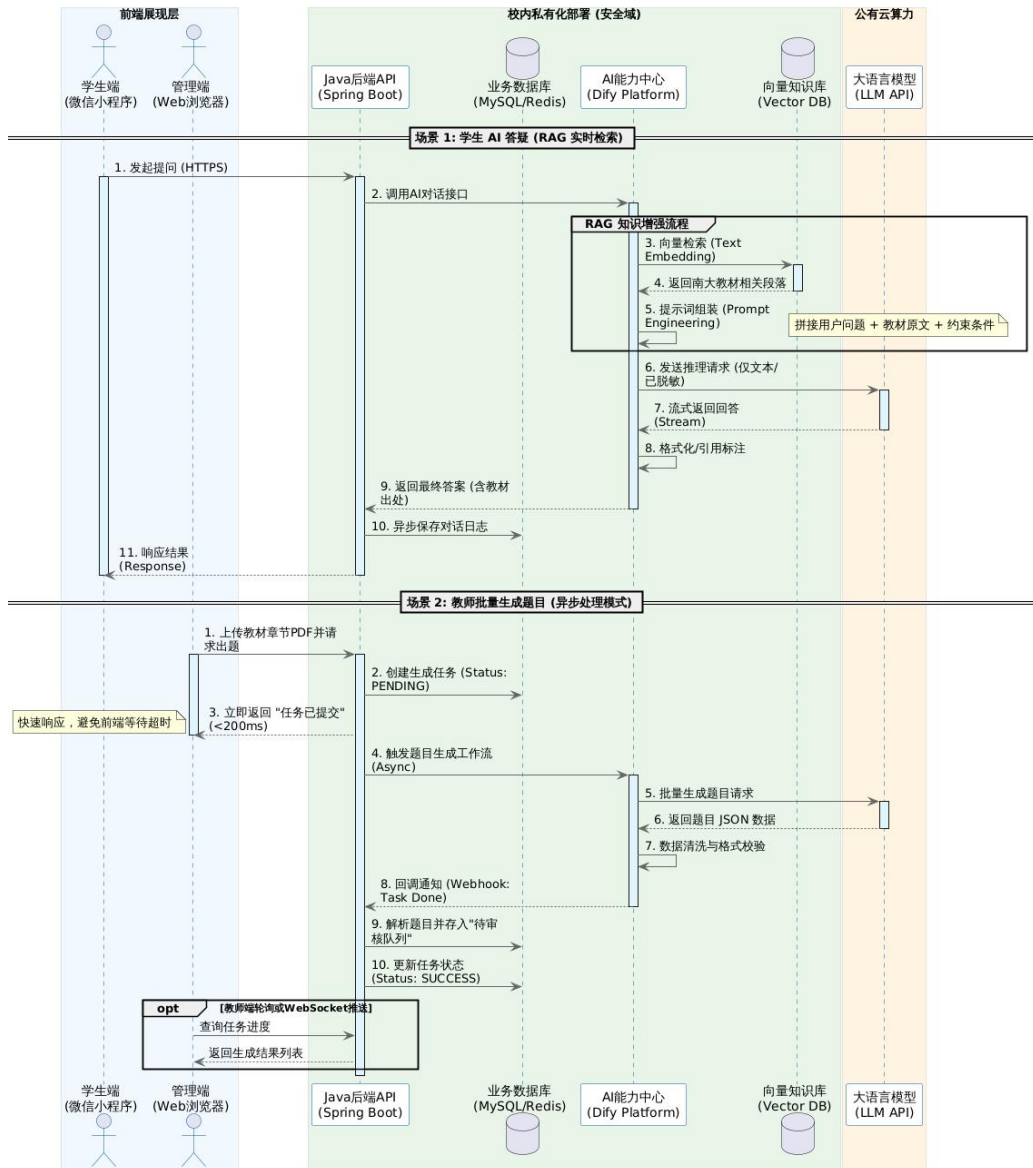 前端展现层
校内私有化部署 (安全域)
公有云算力
学生端
(微信小程序)
管理端
(Web浏览器)
Java后端API
(Spring Boot)
业务数据库
(MySQL/Redis)
AI能力中心
(Dify Platform)
向量知识库
(Vector DB)
大语言模型
(LLM API)
场景 1: 学生 AI 答疑 (RAG 实时检索)
1. 发起提问 (HTTPS)
2. 调用AI对话接口
RAG 知识增强流程
3. 向量检索 (Text
Embedding)
4. 返回南大教材相关段落
5. 提示词组装 (Prompt
Engineering)
拼接用户问题 + 教材原文 + 约束条件
6. 发送推理请求 (仅文本/
已脱敏)
7. 流式返回回答
(Stream)
8. 格式化/引用标注
9. 返回最终答案 (含教材
出处)
10. 异步保存对话日志
11. 响应结果
(Response)
场景 2: 教师批量生成题目 (异步处理模式)
1. 上传教材章节PDF并请
求出题
2. 创建生成任务 (Status:
PENDING)
3. 立即返回 "任务已提交"
(<200ms)
快速响应，避免前端等待超时
4. 触发题目生成工作流
(Async)
5. 批量生成题目请求
6. 返回题目 JSON 数据
7. 数据清洗与格式校验
8. 回调通知 (Webhook:
Task Done)
9. 解析题目并存入"待审
核队列"
10. 更新任务状态
(Status: SUCCESS)
opt
[教师端轮询或WebSocket推送]
查询任务进度
返回生成结果列表
学生端
(微信小程序)
管理端
(Web浏览器)
Java后端API
(Spring Boot)
业务数据库
(MySQL/Redis)
AI能力中心
(Dify Platform)
向量知识库
(Vector DB)
大语言模型
(LLM API)